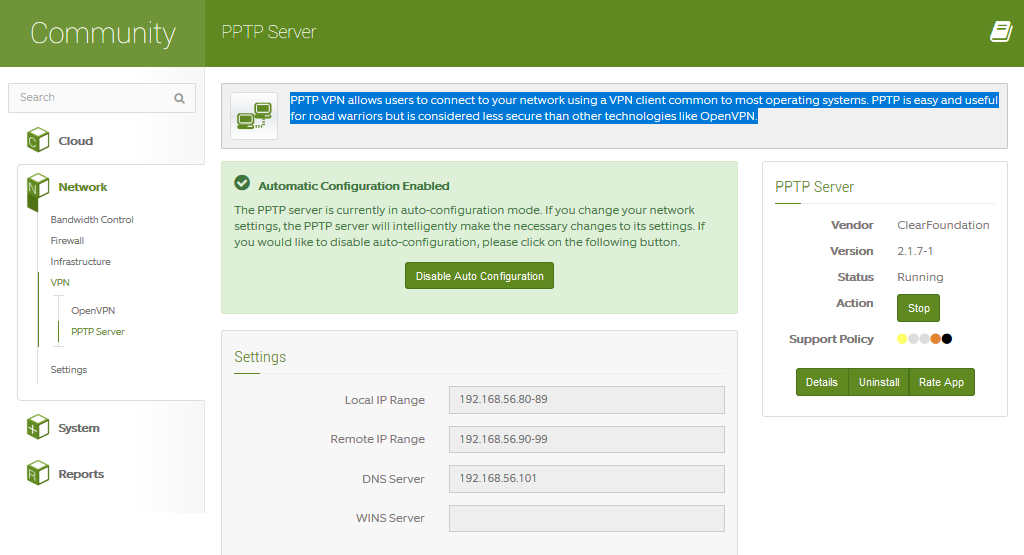 Community
PPTP Server
Search
Cloud
Network
Bandwidth Control
Firewall
Infrastructure
VPN
OpenVPN
PPTP Server
Settings
System
Reports
PPTP VPN allows users to connect to your network using a VPN client common to most operating systems. PPTP is easy and useful
for road warriors but is considered less secure than other technologies like OpenVPN.
Automatic Configuration Enabled
The PPTP server is currently in auto-configuration mode. If you change your network
settings, the PPTP server will intelligently make the necessary changes to its settings. If
you would like to disable auto-configuration, please click on the following button.
Disable Auto Configuration
Settings
Local IP Range 192.168.56.80-89
Remote IP Range 192.168.56.90-99
DNS Server 192.168.56.101
WINS Server
PPTP Server
Vendor ClearFoundation
Version 2.1.7-1
Status Running
Action Stop
Support Policy
Details Uninstall Rate App